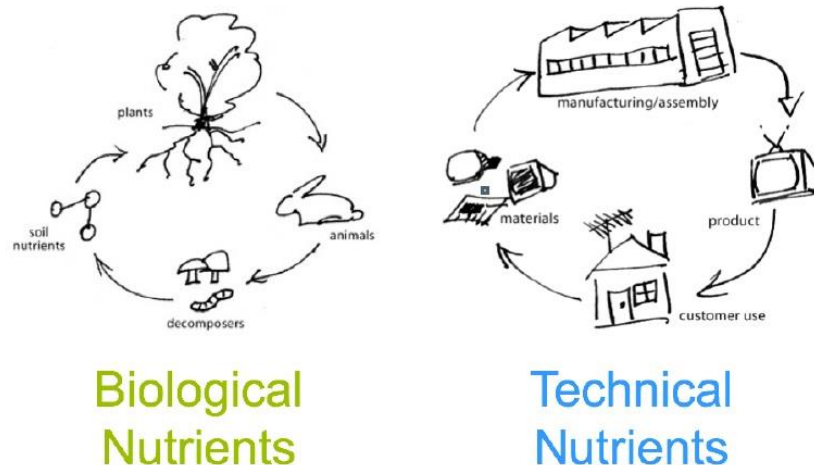 plants
soil
nutrients
animals
decomposers
manufacturing/assembly
materials
product
customer use
Biological
Nutrients
Technical
Nutrients